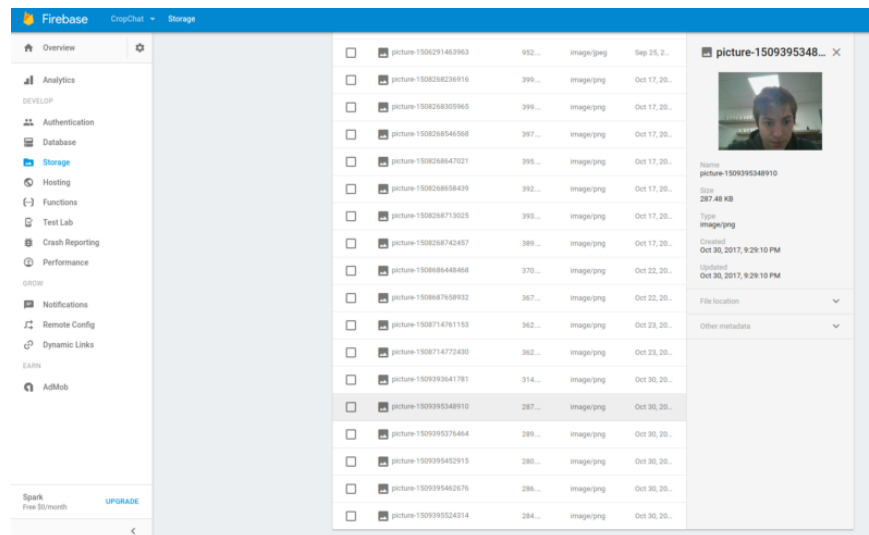 Firebase CropChat Storage
Overview
Analytics
DEVELOP
Authentication
Database
Storage
Hosting
Functions
Test Lab
Crash Reporting
Performance
GROW
Notifications
Remote Config
Dynamic Links
EARN
AdMob
Spark
Free $0/month
UPGRADE
picture-1506291463963 952... image/jpeg Sep 25, 2...
picture-1508268236916 399... image/png Oct 17, 20...
picture-1508268305965 399... image/png Oct 17, 20...
picture-1508268546568 397... image/png Oct 17, 20...
picture-1508268647021 395... image/png Oct 17, 20...
picture-1508268658439 392... image/png Oct 17, 20...
picture-1508268713025 393... image/png Oct 17, 20...
picture-1508268742457 389... image/png Oct 17, 20...
picture-1508686448468 370... image/png Oct 22, 20...
picture-1508687658932 367... image/png Oct 22, 20...
picture-1508714761153 362... image/png Oct 23, 20...
picture-1508714772430 362... image/png Oct 23, 20...
picture-1509393641781 314... image/png Oct 30, 20...
picture-1509395348910 287... image/png Oct 30, 20...
picture-1509395376464 289... image/png Oct 30, 20...
picture-1509395452915 280... image/png Oct 30, 20...
picture-1509395462676 286... image/png Oct 30, 20...
picture-1509395524314 284... image/png Oct 30, 20...
picture-1509395348...
Name
picture-1509395348910
Size
287.48 KB
Type
image/png
Created
Oct 30, 2017, 9:29:10 PM
Updated
Oct 30, 2017, 9:29:10 PM
File location
Other metadata